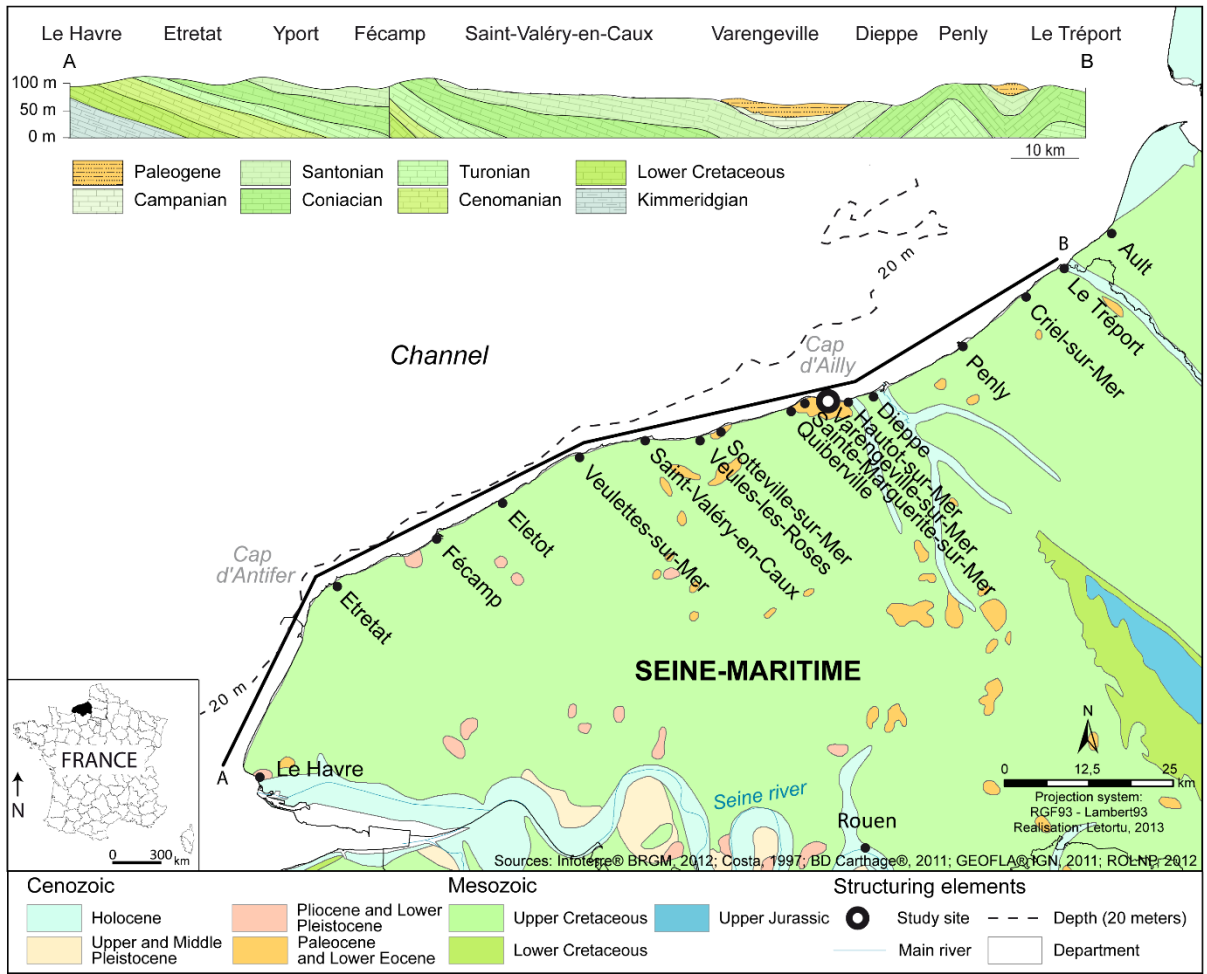 Le Havre Etretat Yport Fécamp Saint-Valéry-en-Caux Varengeville Dieppe Penly Le Tréport
A B
100 m
50 m
0 m
10 km
Paleogene Santonian Turonian Lower Cretaceous
Campanian Coniacian Cenomanian Kimmeridgian
20 m
B
Ault
Le Tréport
Criel-sur-Mer
Penly
Cap
d'Ailly
Channel
Dieppe
Hautot-sur-Mer
Varengeville-sur-Mer
Sainte-Marguerite-sur-Mer
Quiberville
Sotteville-sur-Mer
Veules-les-Roses
Saint-Valéry-en-Caux
Veulettes-sur-Mer
Eletot
Fécamp
Cap
d'Antifer
Etretat
SEINE-MARITIME
20 m
A
Le Havre
Seine river
Rouen
FRANCE
N
0 300 km
N
0 12,5 25
km
Projection system:
RGF93 - Lambert93
Realisation: Letortu, 2013
Sources: Infoterre® BRGM, 2012; Costa, 1997; BD Carthage®, 2011; GEOFLA® IGN, 2011; ROLNP, 2012
Cenozoic Mesozoic Structuring elements
Holocene
Upper and Middle
Pleistocene
Pliocene and Lower
Pleistocene
Paleocene
and Lower Eocene
Upper Cretaceous
Lower Cretaceous
Upper Jurassic
Study site
Main river
Depth (20 meters)
Department